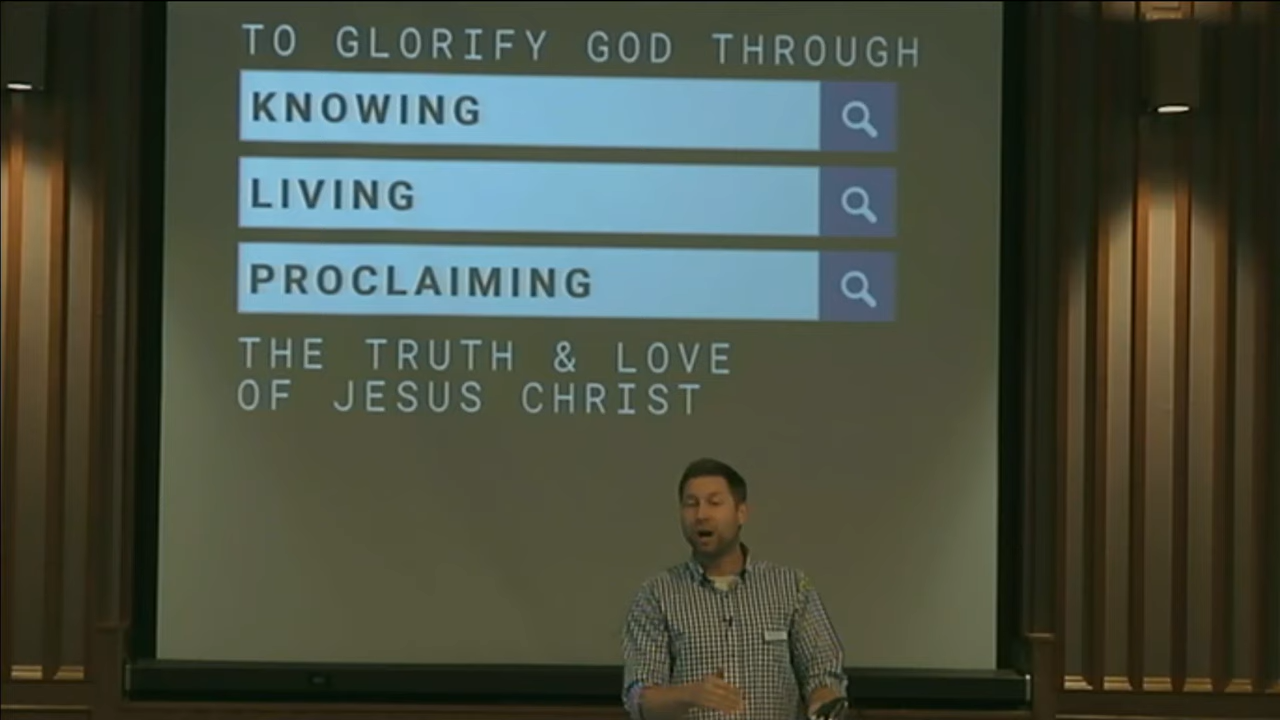 TO GLORIFY GOD THROUGH
KNOWING
LIVING
PROCLAIMING
THE TRUTH & LOVE
OF JESUS CHRIST